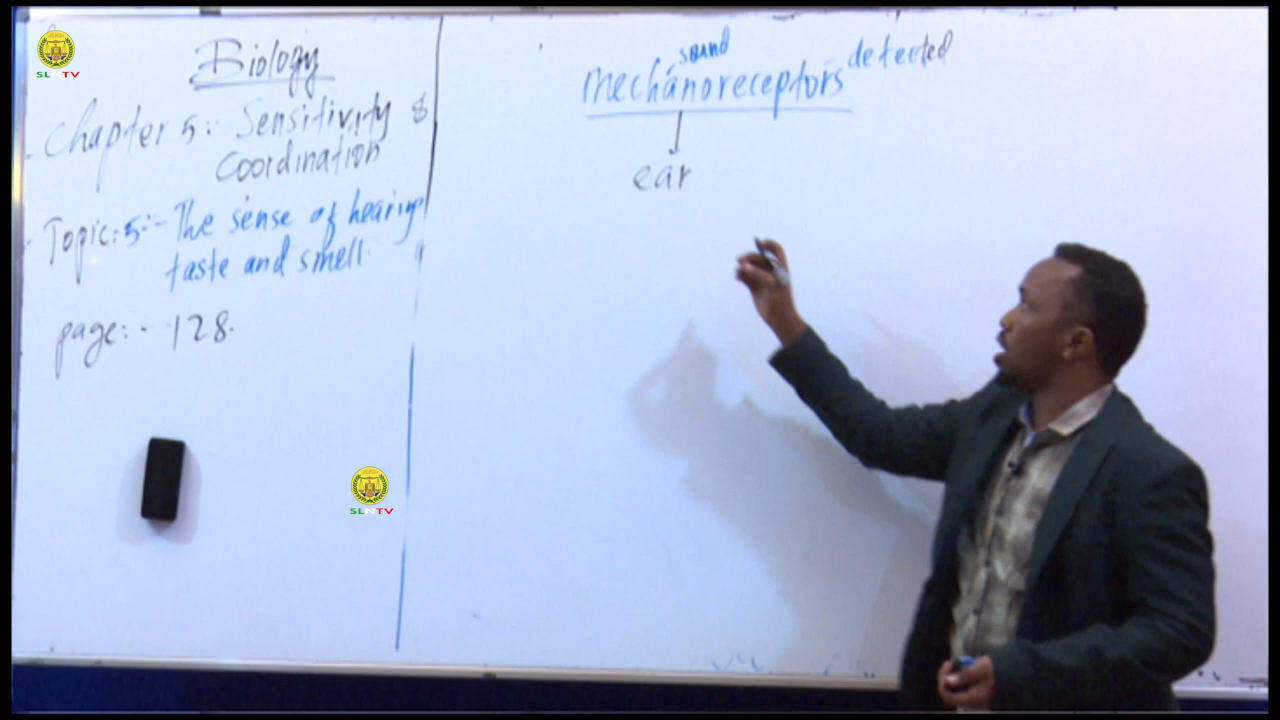 SLNTV
Biology
- Chapter 5:- Sensitivity &
Coordination
- Topic: 5:- The sense of hearing
taste and smell.
page:- 128.
sound
detected
mechanoreceptors
ear
SLNTV